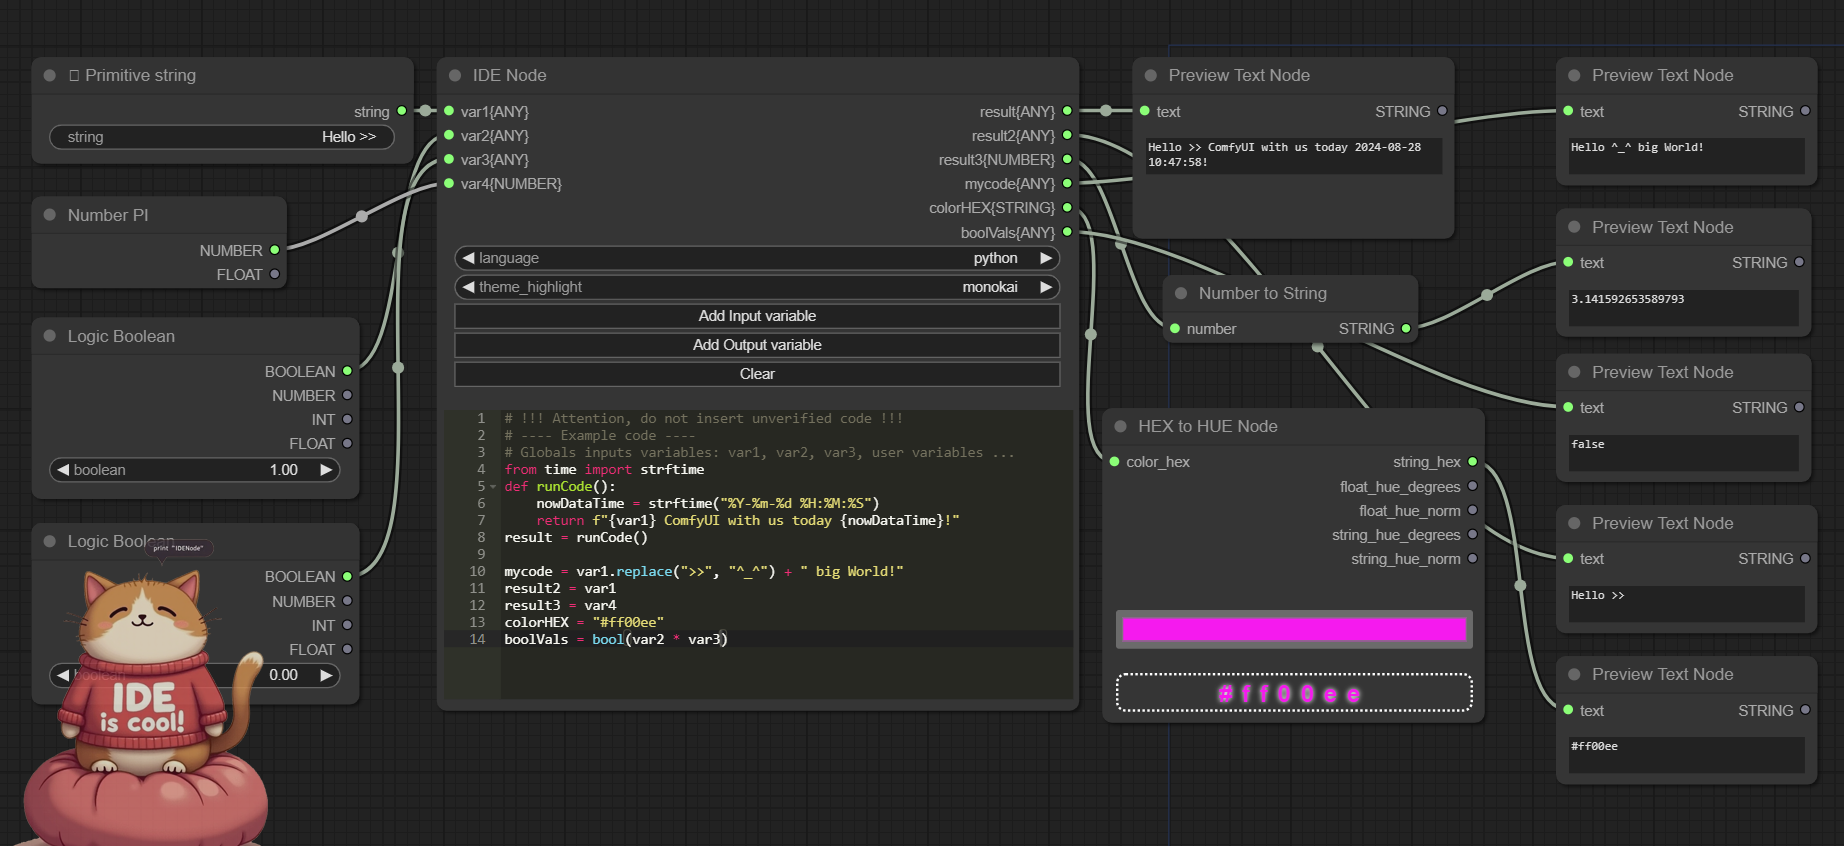 Primitive string
string
string Hello >>
Number PI
NUMBER
FLOAT
Logic Boolean
BOOLEAN
NUMBER
INT
FLOAT
boolean 1.00
Logic Boolean
print "IDENode"
BOOLEAN
NUMBER
INT
FLOAT
boolean 0.00
IDE
is cool!
IDE Node
var1{ANY} result{ANY}
var2{ANY} result2{ANY}
var3{ANY} result3{NUMBER}
var4{NUMBER} mycode{ANY}
colorHEX{STRING}
boolVals{ANY}
language python
theme_highlight monokai
Add Input variable
Add Output variable
Clear
1 # !!! Attention, do not insert unverified code !!!
2 # ---- Example code ----
3 # Globals inputs variables: var1, var2, var3, user variables ...
4 from time import strftime
5 def runCode():
6     nowDataTime = strftime("%Y-%m-%d %H:%M:%S")
7     return f"{var1} ComfyUI with us today {nowDataTime}!"
8 result = runCode()
9
10 mycode = var1.replace(">>", "^_^") + " big World!"
11 result2 = var1
12 result3 = var4
13 colorHEX = "#ff00ee"
14 boolVals = bool(var2 * var3)
Preview Text Node
text STRING
Hello >> ComfyUI with us today 2024-08-28
10:47:58!
Number to String
number STRING
HEX to HUE Node
color_hex string_hex
float_hue_degrees
float_hue_norm
string_hue_degrees
string_hue_norm
#ff00ee
Preview Text Node
text STRING
Hello ^_^ big World!
Preview Text Node
text STRING
3.141592653589793
Preview Text Node
text STRING
false
Preview Text Node
text STRING
Hello >>
Preview Text Node
text STRING
#ff00ee